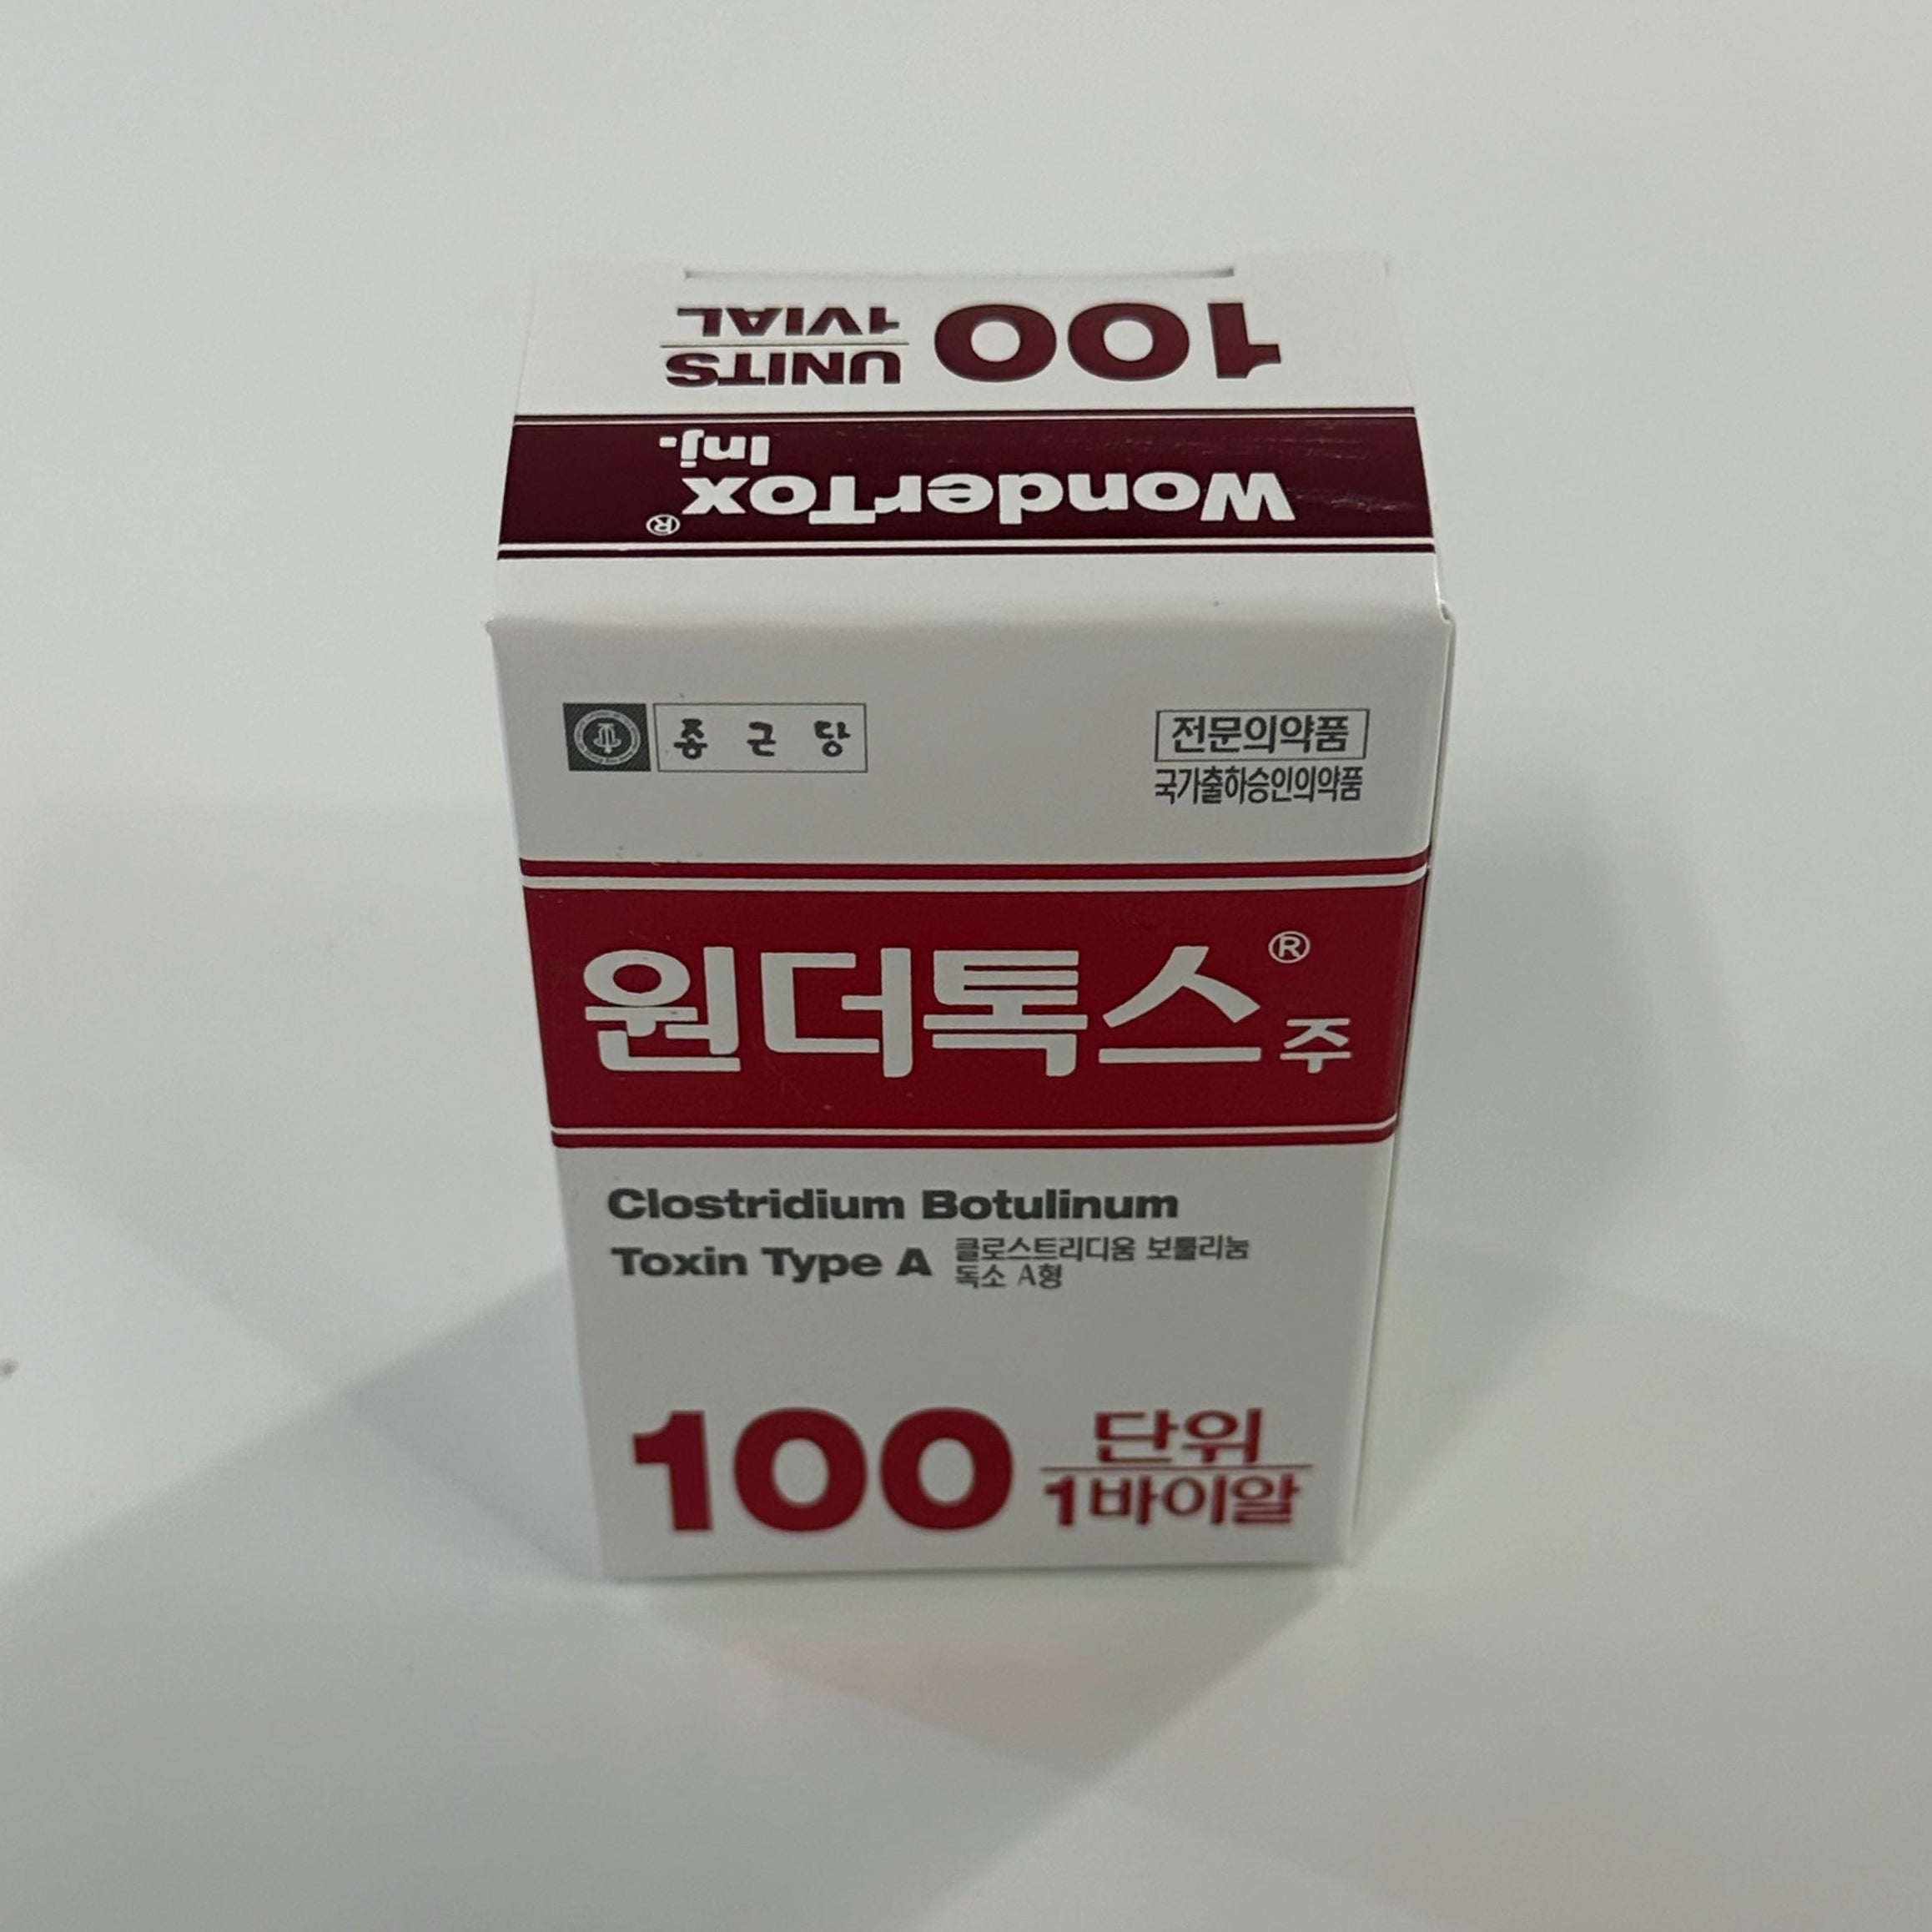 100 UNITS
1VIAL
WonderTox®
Inj.
종근당
전문의약품
국가출하승인의약품
원더톡스®주
Clostridium Botulinum
Toxin Type A 클로스트리디움 보툴리눔
독소 A형
100 단위
1바이알